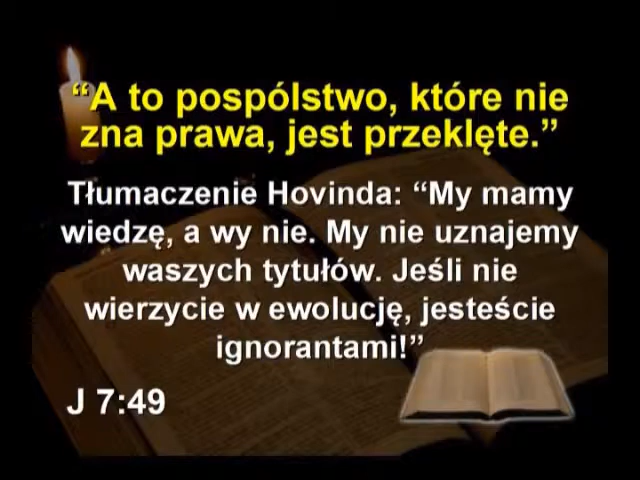 “A to pospólstwo, które nie
zna prawa, jest przeklęte.”
Tłumaczenie Hovinda: “My mamy
wiedzę, a wy nie. My nie uznajemy
waszych tytułów. Jeśli nie
wierzycie w ewolucję, jesteście
ignorantami!”
J 7:49